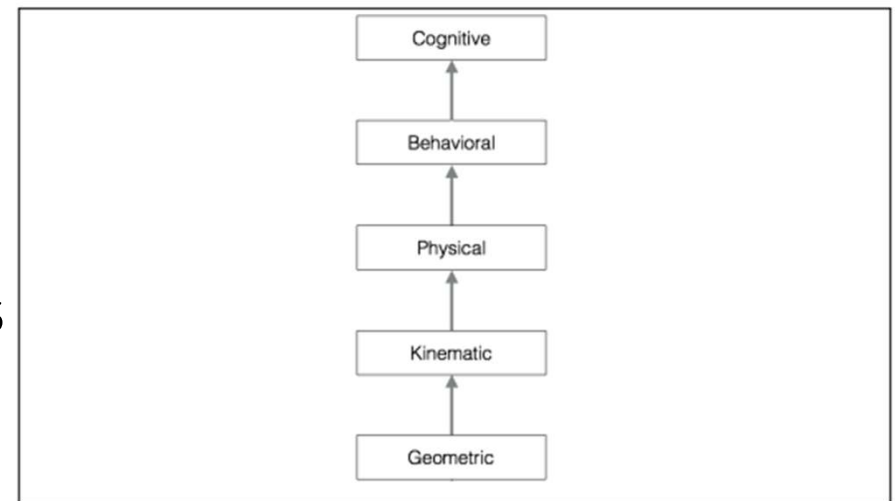 Cognitive
Behavioral
Physical
Kinematic
Geometric